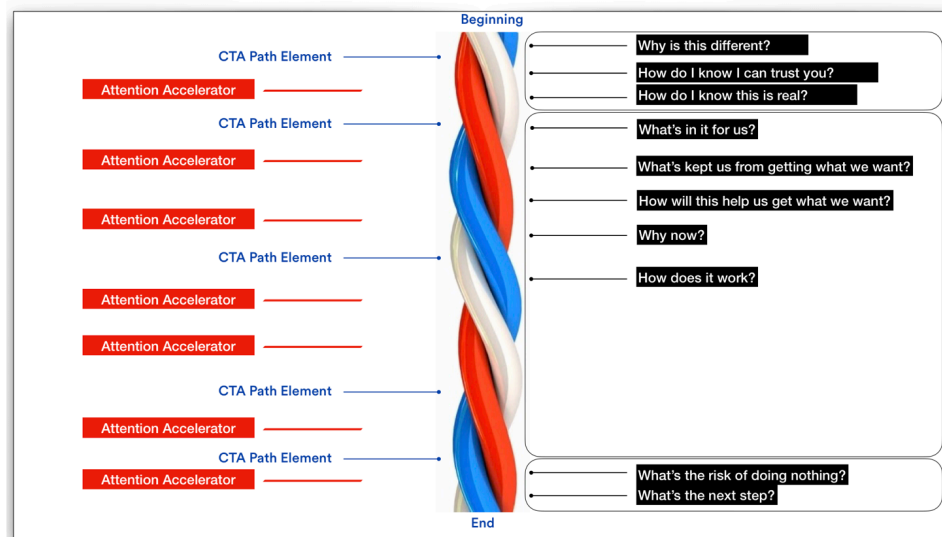 Beginning
CTA Path Element
Why is this different?
How do I know I can trust you?
Attention Accelerator
How do I know this is real?
CTA Path Element
What's in it for us?
Attention Accelerator
What's kept us from getting what we want?
How will this help us get what we want?
Attention Accelerator
Why now?
CTA Path Element
How does it work?
Attention Accelerator
Attention Accelerator
CTA Path Element
Attention Accelerator
CTA Path Element
What's the risk of doing nothing?
Attention Accelerator
What's the next step?
End